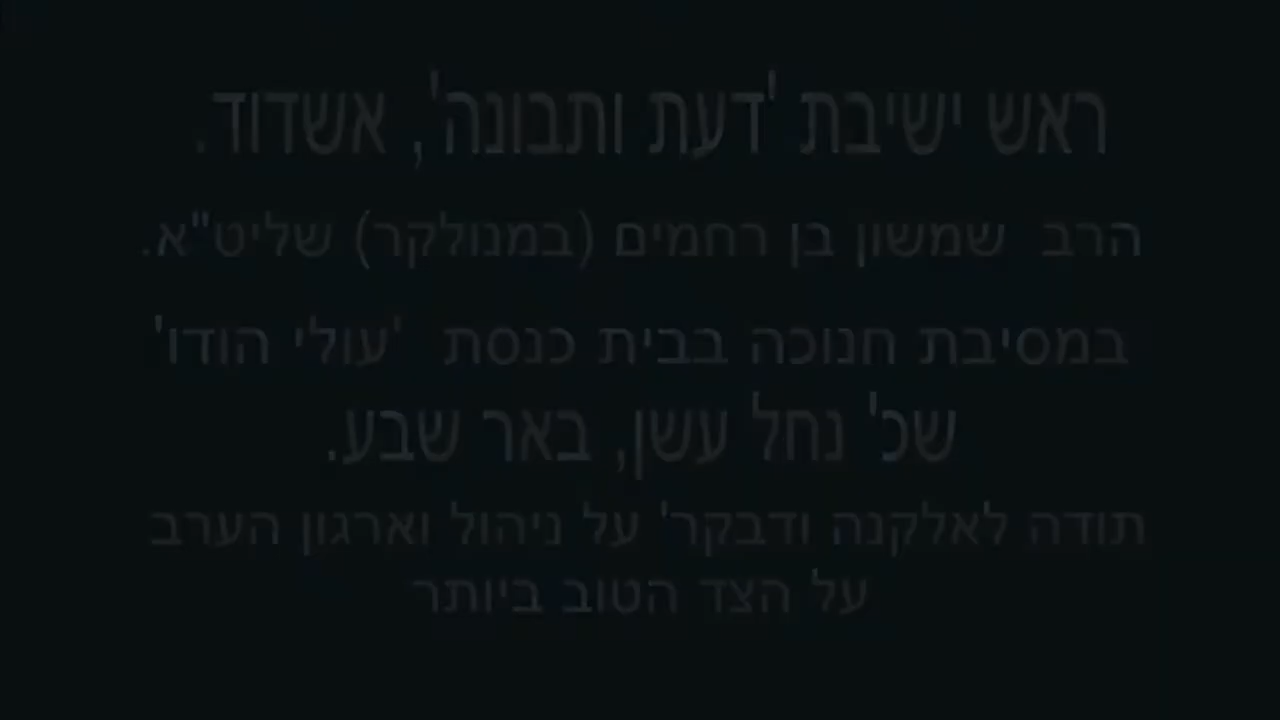 ראש ישיבת 'דעת ותבונה', אשדוד.
הרב שמשון בן רחמים (במנולקר) שליט"א.
במסיבת חנוכה בבית כנסת 'עולי הודו'
שכ' נחל עשן, באר שבע.
תודה לאלקנה ודבקר' על ניהול וארגון הערב
על הצד הטוב ביותר